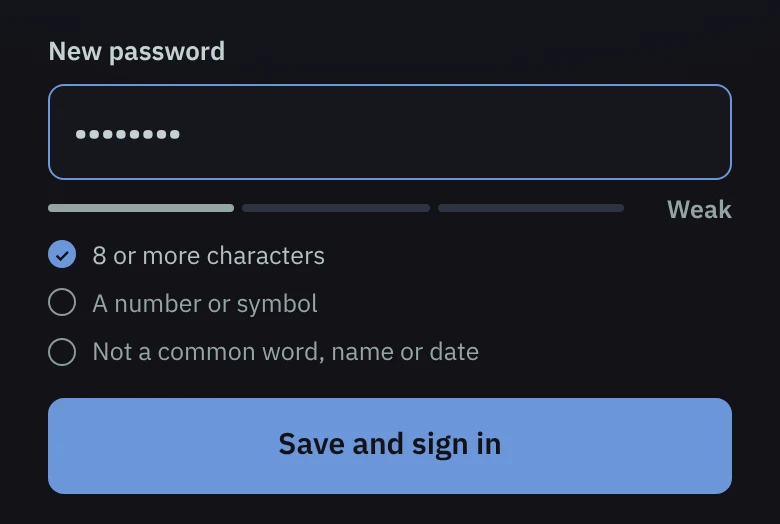 New password
••••••••
Weak
8 or more characters
A number or symbol
Not a common word, name or date
Save and sign in